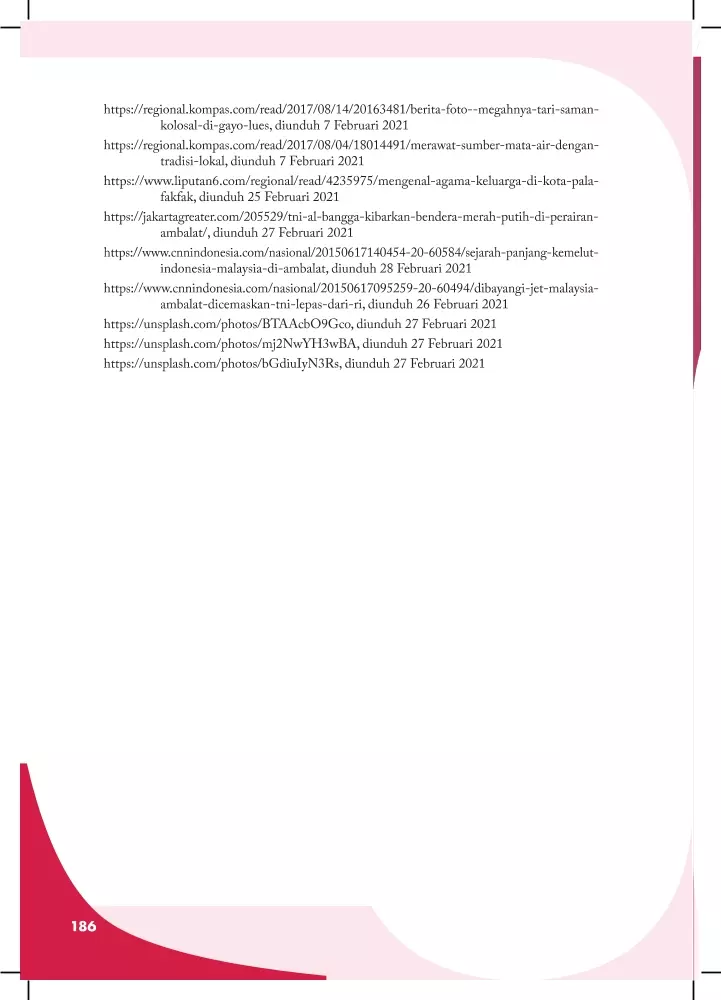 https://regional.kompas.com/read/2017/08/14/20163481/berita-foto--megahnya-tari-saman-
kolosal-di-gayo-lues, diunduh 7 Februari 2021
https://regional.kompas.com/read/2017/08/04/18014491/merawat-sumber-mata-air-dengan-
tradisi-lokal, diunduh 7 Februari 2021
https://www.liputan6.com/regional/read/4235975/mengenal-agama-keluarga-di-kota-pala-
fakfak, diunduh 25 Februari 2021
https://jakartagreater.com/205529/tni-al-bangga-kibarkan-bendera-merah-putih-di-perairan-
ambalat/, diunduh 27 Februari 2021
https://www.cnnindonesia.com/nasional/20150617140454-20-60584/sejarah-panjang-kemelut-
indonesia-malaysia-di-ambalat, diunduh 28 Februari 2021
https://www.cnnindonesia.com/nasional/20150617095259-20-60494/dibayangi-jet-malaysia-
ambalat-dicemaskan-tni-lepas-dari-ri, diunduh 26 Februari 2021
https://unsplash.com/photos/BTAAcbO9Gco, diunduh 27 Februari 2021
https://unsplash.com/photos/mj2NwYH3wBA, diunduh 27 Februari 2021
https://unsplash.com/photos/bGdiuIyN3Rs, diunduh 27 Februari 2021
186